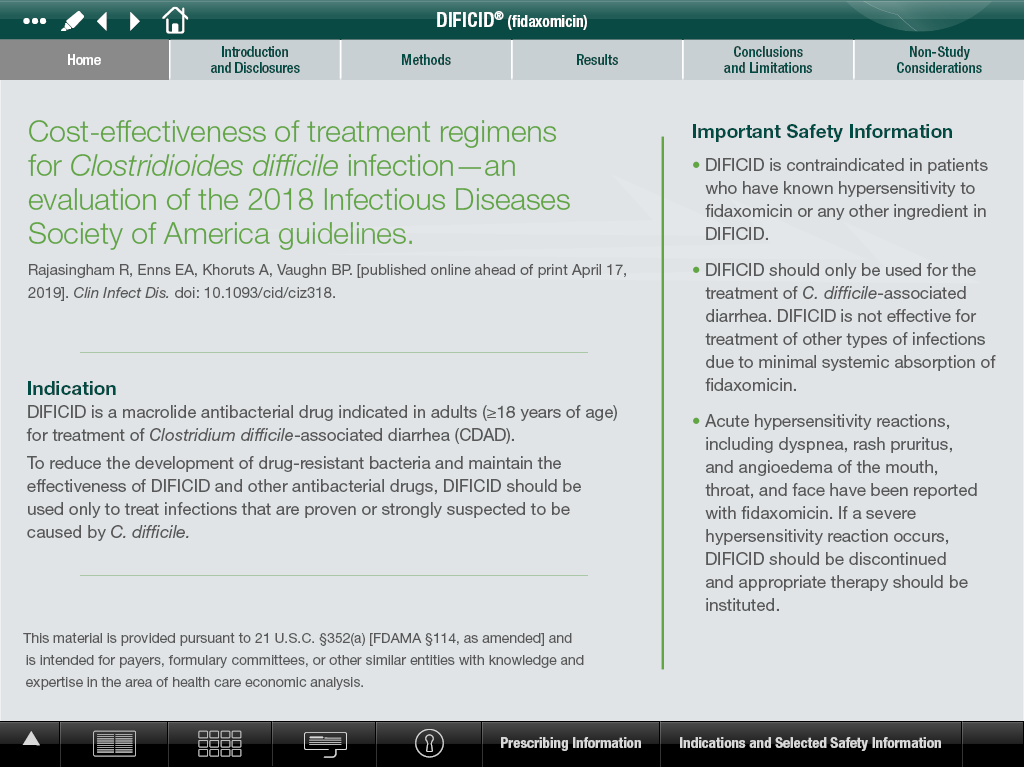 DIFICID® (fidaxomicin)
Home
Introduction
and Disclosures
Methods
Results
Conclusions
and Limitations
Non-Study
Considerations
Cost-effectiveness of treatment regimens
for Clostridioides difficile infection—an
evaluation of the 2018 Infectious Diseases
Society of America guidelines.
Rajasingham R, Enns EA, Khoruts A, Vaughn BP. [published online ahead of print April 17,
2019]. Clin Infect Dis. doi: 10.1093/cid/ciz318.
Indication
DIFICID is a macrolide antibacterial drug indicated in adults (≥18 years of age)
for treatment of Clostridium difficile-associated diarrhea (CDAD).
To reduce the development of drug-resistant bacteria and maintain the
effectiveness of DIFICID and other antibacterial drugs, DIFICID should be
used only to treat infections that are proven or strongly suspected to be
caused by C. difficile.
This material is provided pursuant to 21 U.S.C. §352(a) [FDAMA §114, as amended] and
is intended for payers, formulary committees, or other similar entities with knowledge and
expertise in the area of health care economic analysis.
Important Safety Information
• DIFICID is contraindicated in patients
who have known hypersensitivity to
fidaxomicin or any other ingredient in
DIFICID.
• DIFICID should only be used for the
treatment of C. difficile-associated
diarrhea. DIFICID is not effective for
treatment of other types of infections
due to minimal systemic absorption of
fidaxomicin.
• Acute hypersensitivity reactions,
including dyspnea, rash pruritus,
and angioedema of the mouth,
throat, and face have been reported
with fidaxomicin. If a severe
hypersensitivity reaction occurs,
DIFICID should be discontinued
and appropriate therapy should be
instituted.
Prescribing Information
Indications and Selected Safety Information